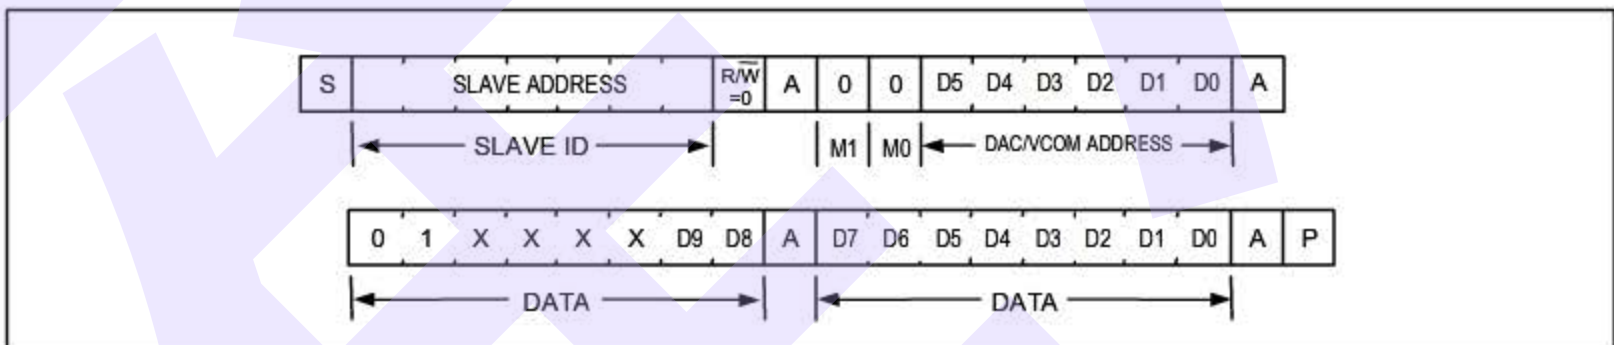 S SLAVE ADDRESS R/W̅ =0 A 0 0 D5 D4 D3 D2 D1 D0 A
SLAVE ID M1 M0 DAC/VCOM ADDRESS
0 1 X X X X D9 D8 A D7 D6 D5 D4 D3 D2 D1 D0 A P
DATA DATA